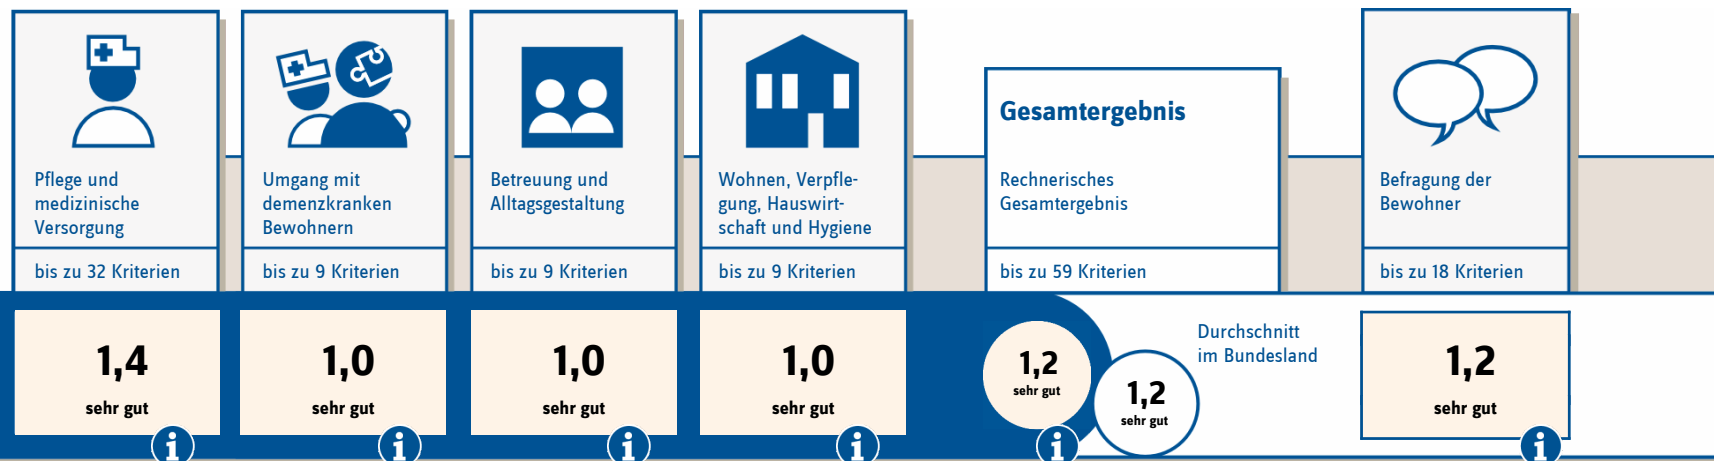 Pflege und
medizinische
Versorgung
bis zu 32 Kriterien
1,4
sehr gut
i
Umgang mit
demenzkranken
Bewohnern
bis zu 9 Kriterien
1,0
sehr gut
i
Betreuung und
Alltagsgestaltung
bis zu 9 Kriterien
1,0
sehr gut
i
Wohnen, Verpfle-
gung, Hauswirt-
schaft und Hygiene
bis zu 9 Kriterien
1,0
sehr gut
i
Gesamtergebnis
Rechnerisches
Gesamtergebnis
bis zu 59 Kriterien
1,2
sehr gut
i
Durchschnitt
im Bundesland
1,2
sehr gut
Befragung der
Bewohner
bis zu 18 Kriterien
1,2
sehr gut
i